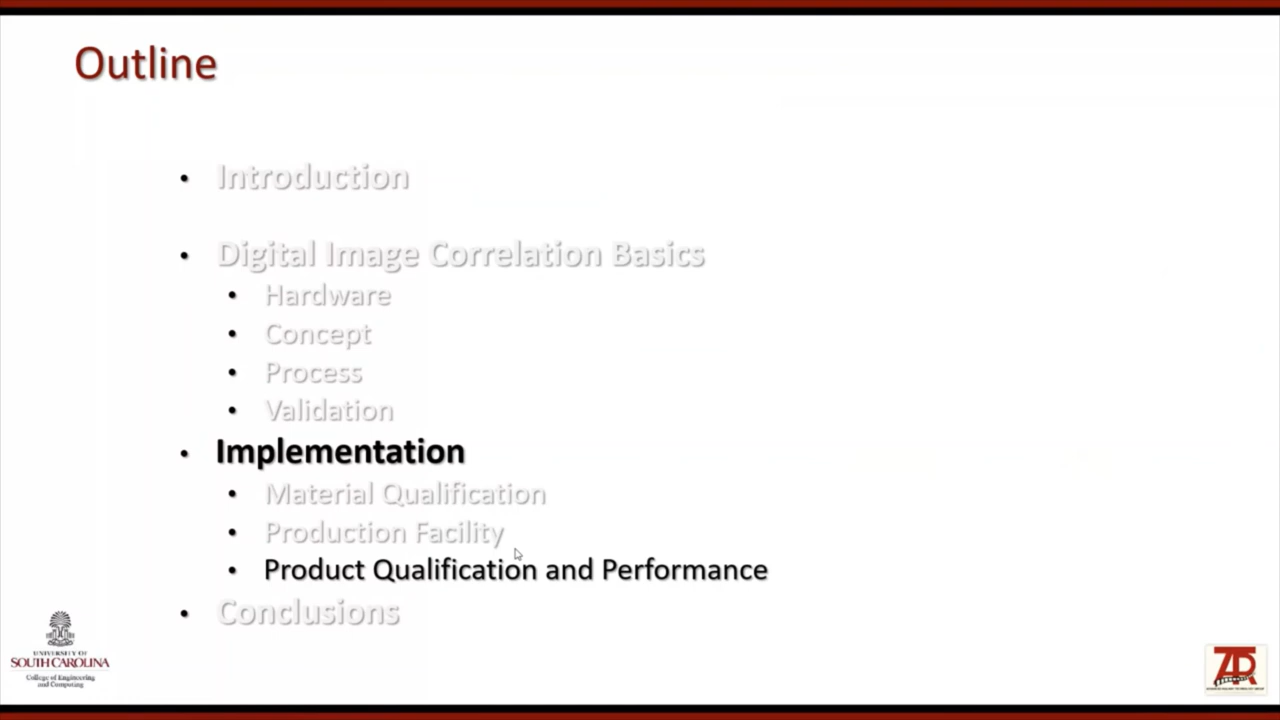 Outline
• Introduction
• Digital Image Correlation Basics
• Hardware
• Concept
• Process
• Validation
• Implementation
• Material Qualification
• Production Facility
• Product Qualification and Performance
• Conclusions
UNIVERSITY OF
SOUTH CAROLINA
College of Engineering
and Computing